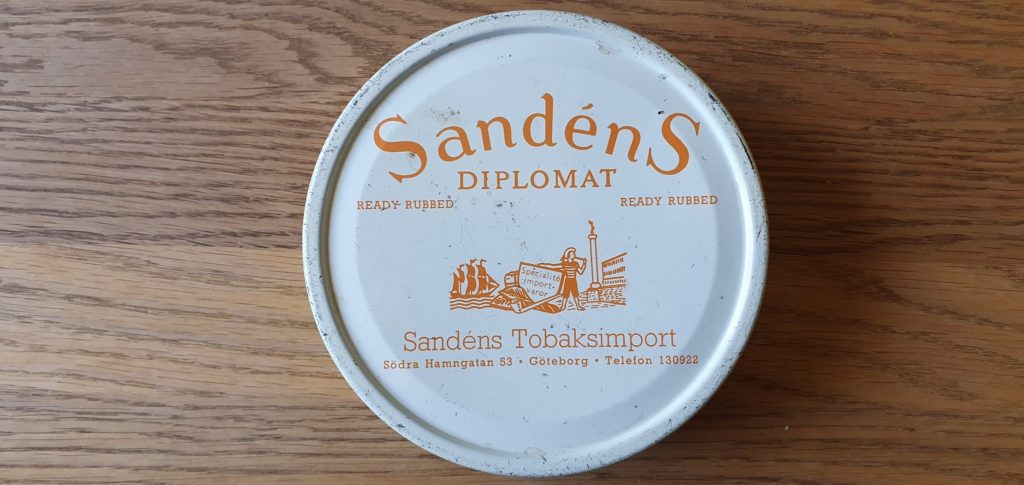 Sandéns
DIPLOMAT
READY RUBBED READY RUBBED
Spécialité
import-
varor
Sandéns Tobaksimport
Södra Hamngatan 53 • Göteborg • Telefon 130922